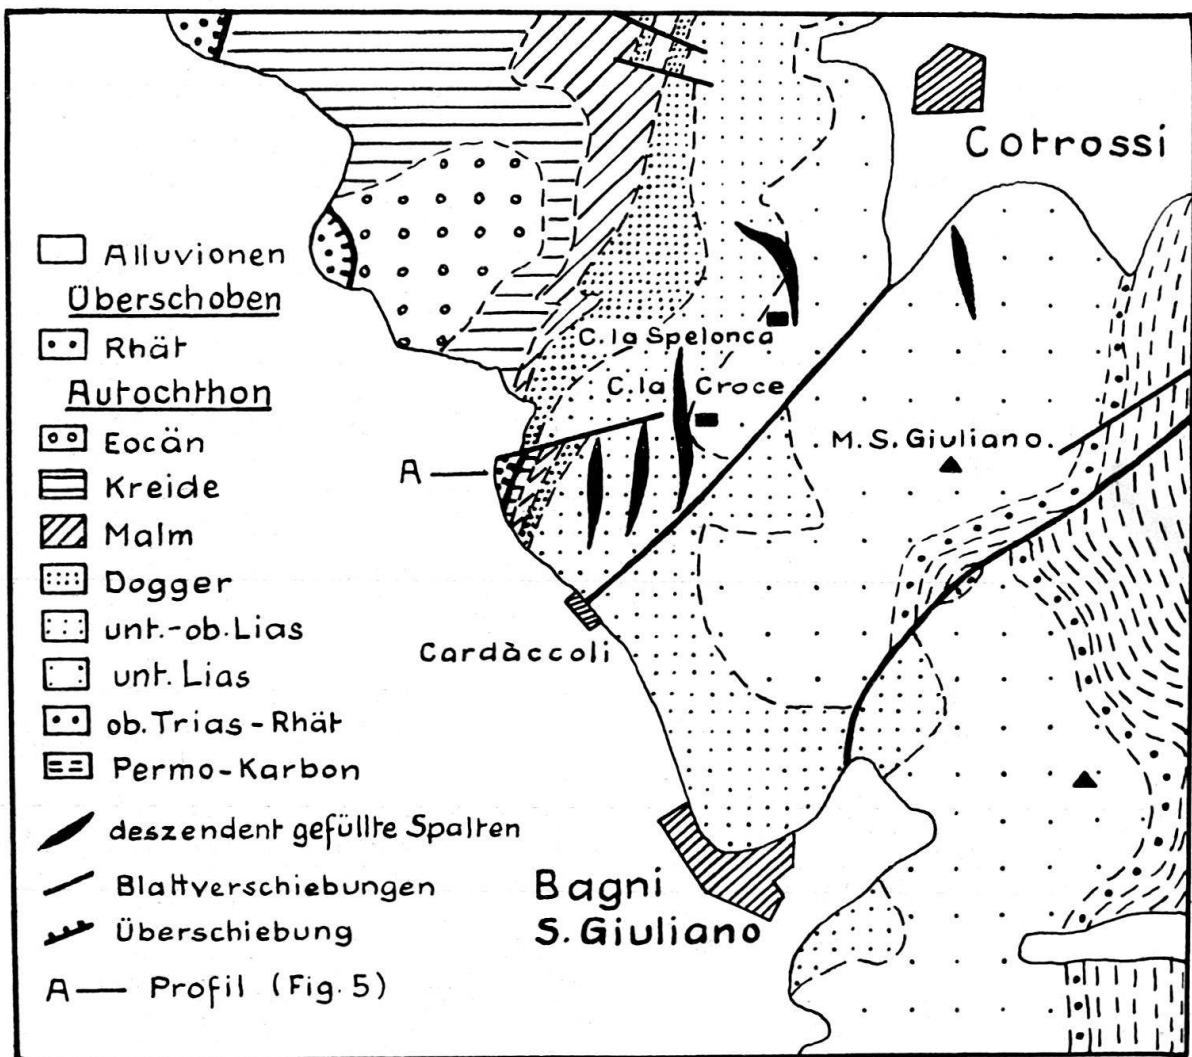 Cotrossi
Alluvionen
Überschoben
Rhät
Autochthon
Eocän
Kreide
Malm
Dogger
unt.-ob. Lias
unt. Lias
ob. Trias-Rhät
Permo-Karbon
deszendent gefüllte Spalten
Blattverschiebungen
Überschiebung
A — Profil (Fig. 5)
C. la Spelonca
C. la Croce
M. S. Giuliano.
A
Cardàccoli
Bagni
S. Giuliano